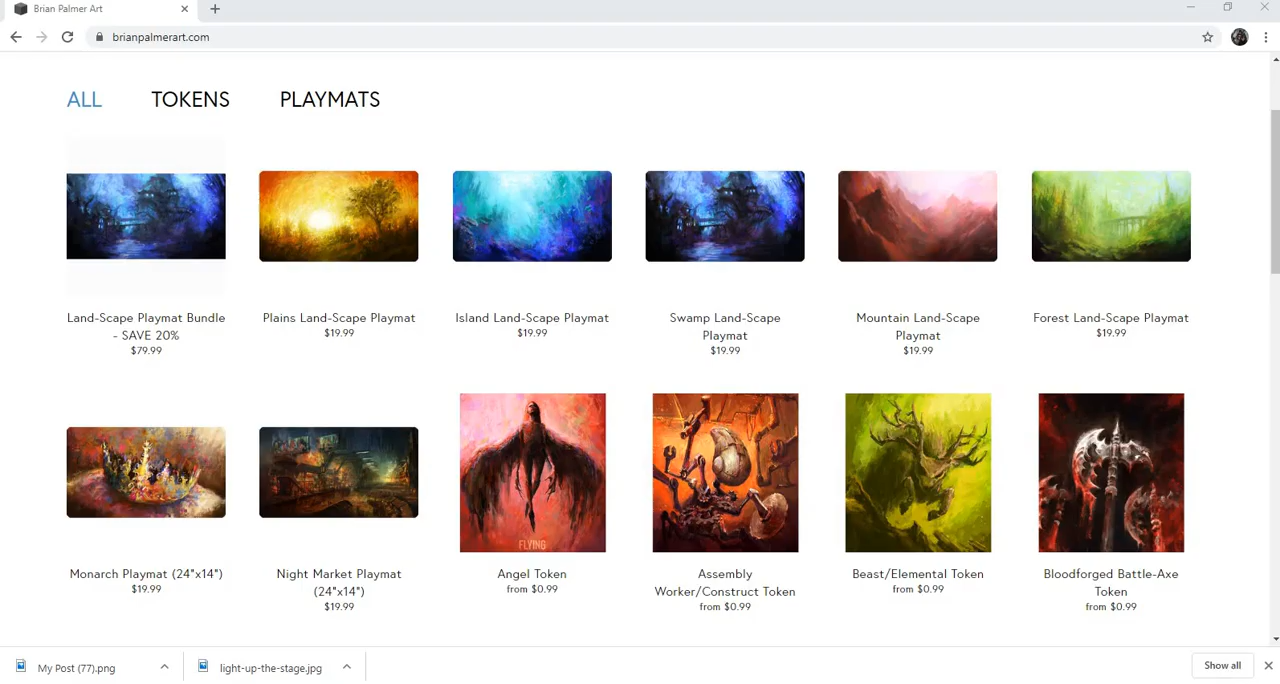 Brian Palmer Art
brianpalmerart.com
ALL TOKENS PLAYMATS
Land-Scape Playmat Bundle
- SAVE 20%
$79.99
Plains Land-Scape Playmat
$19.99
Island Land-Scape Playmat
$19.99
Swamp Land-Scape
Playmat
$19.99
Mountain Land-Scape
Playmat
$19.99
Forest Land-Scape Playmat
$19.99
FLYING
Monarch Playmat (24"x14")
$19.99
Night Market Playmat
(24"x14")
$19.99
Angel Token
from $0.99
Assembly
Worker/Construct Token
from $0.99
Beast/Elemental Token
from $0.99
Bloodforged Battle-Axe
Token
from $0.99
My Post (77).png
light-up-the-stage.jpg
Show all